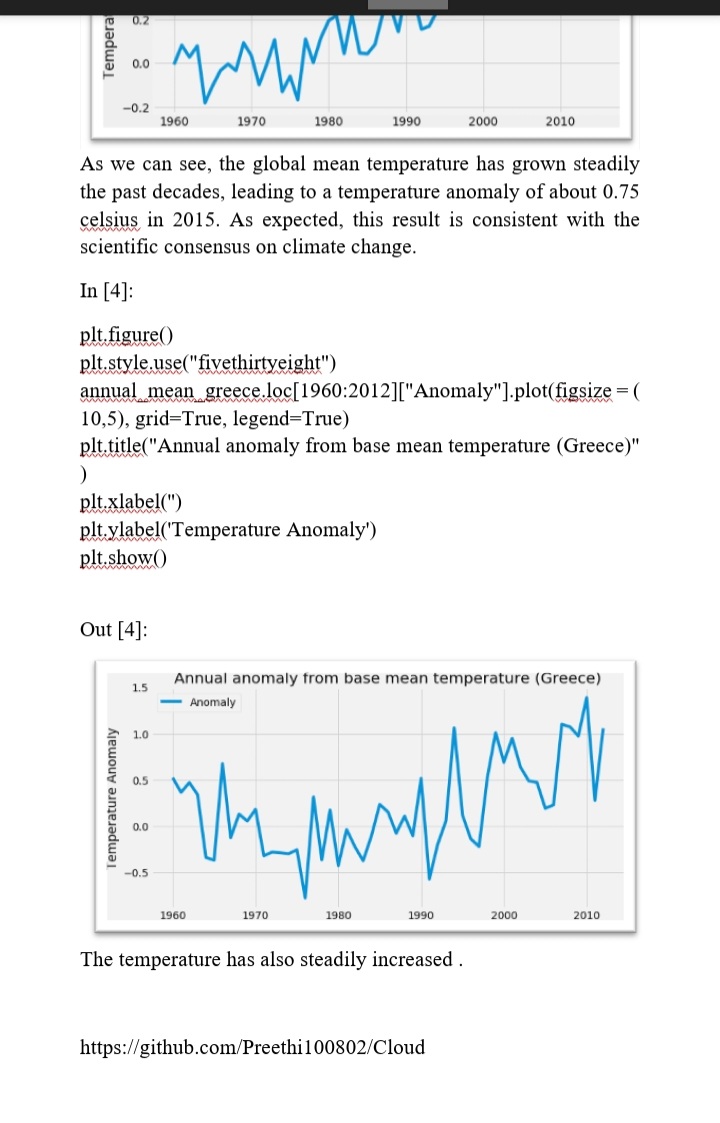 Tempera
0.2
0.0
−0.2
1960 1970 1980 1990 2000 2010
As we can see, the global mean temperature has grown steadily
the past decades, leading to a temperature anomaly of about 0.75
celsius in 2015. As expected, this result is consistent with the
scientific consensus on climate change.
In [4]:
plt.figure()
plt.style.use("fivethirtyeight")
annual_mean_greece.loc[1960:2012]["Anomaly"].plot(figsize = (
10,5), grid=True, legend=True)
plt.title("Annual anomaly from base mean temperature (Greece)"
)
plt.xlabel('')
plt.ylabel('Temperature Anomaly')
plt.show()
Out [4]:
Annual anomaly from base mean temperature (Greece)
Anomaly
Temperature Anomaly
1.5
1.0
0.5
0.0
−0.5
1960 1970 1980 1990 2000 2010
The temperature has also steadily increased .
https://github.com/Preethi100802/Cloud